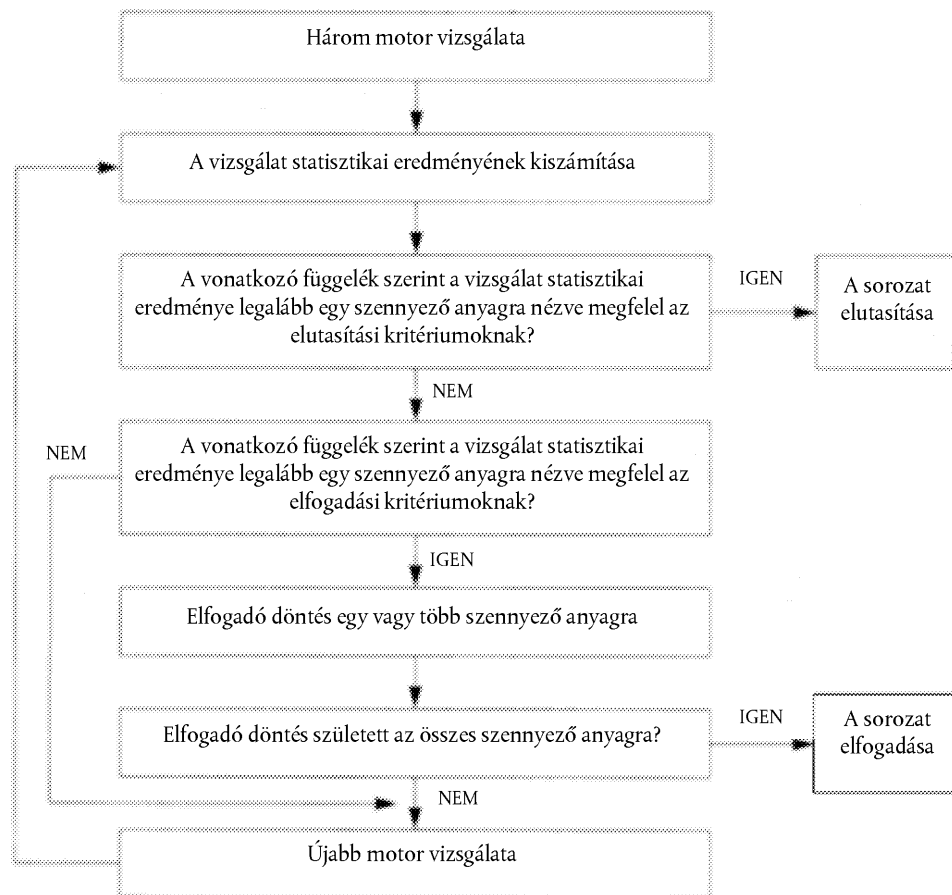 Három motor vizsgálata
A vizsgálat statisztikai eredményének kiszámítása
A vonatkozó függelék szerint a vizsgálat statisztikai
eredménye legalább egy szennyező anyagra nézve megfelel az
elutasítási kritériumoknak?
IGEN
A sorozat
elutasítása
NEM
A vonatkozó függelék szerint a vizsgálat statisztikai
eredménye legalább egy szennyező anyagra nézve megfelel az
elfogadási kritériumoknak?
NEM
IGEN
Elfogadó döntés egy vagy több szennyező anyagra
Elfogadó döntés született az összes szennyező anyagra?
IGEN
A sorozat
elfogadása
NEM
Újabb motor vizsgálata